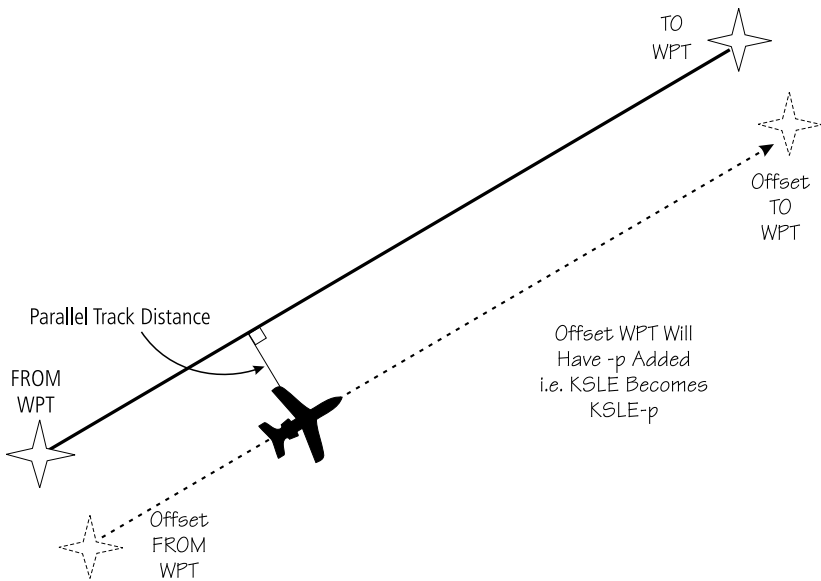 TO
WPT
Offset
TO
WPT
Parallel Track Distance
Offset WPT Will
Have -p Added
i.e. KSLE Becomes
KSLE-p
FROM
WPT
Offset
FROM
WPT